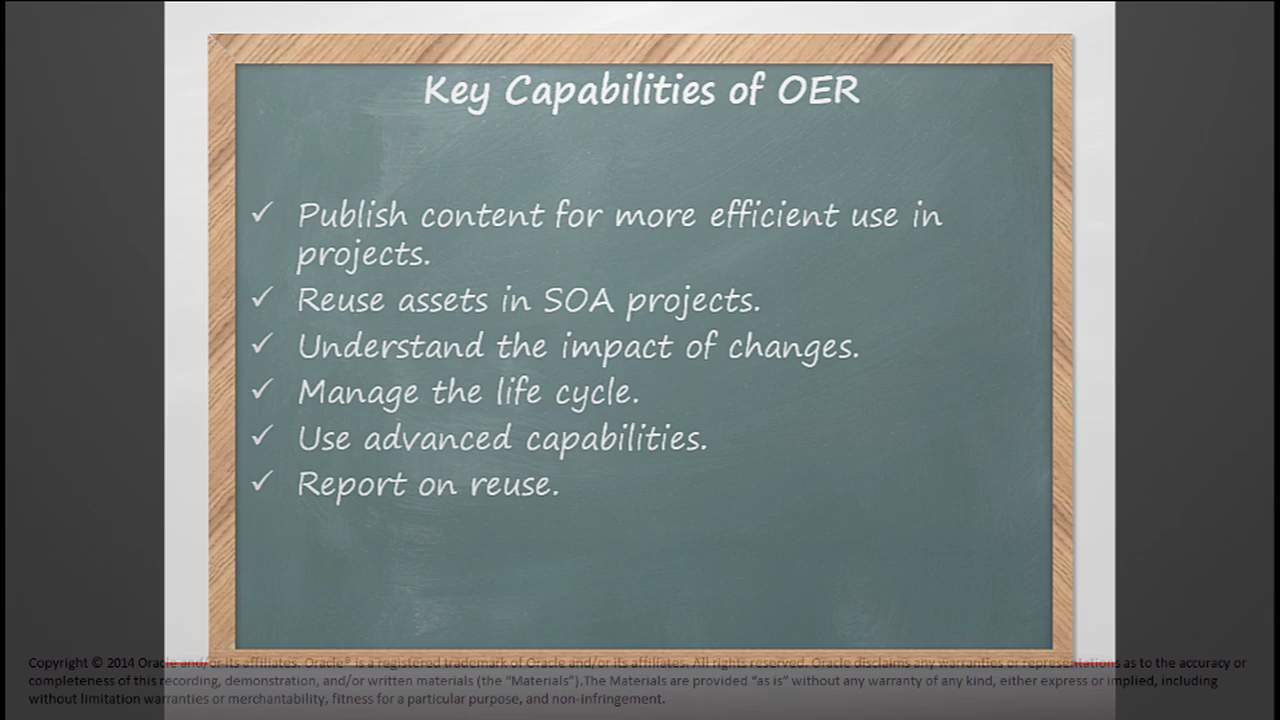 Key Capabilities of OER
✓ Publish content for more efficient use in
projects.
✓ Reuse assets in SOA projects.
✓ Understand the impact of changes.
✓ Manage the life cycle.
✓ Use advanced capabilities.
✓ Report on reuse.
Copyright © 2014 Oracle and/or its affiliates. Oracle® is a registered trademark of Oracle and/or its affiliates. All rights reserved. Oracle disclaims any warranties or representations as to the accuracy or
completeness of this recording, demonstration, and/or written materials (the “Materials”).The Materials are provided “as is” without any warranty of any kind, either express or implied, including
without limitation warranties or merchantability, fitness for a particular purpose, and non-infringement.